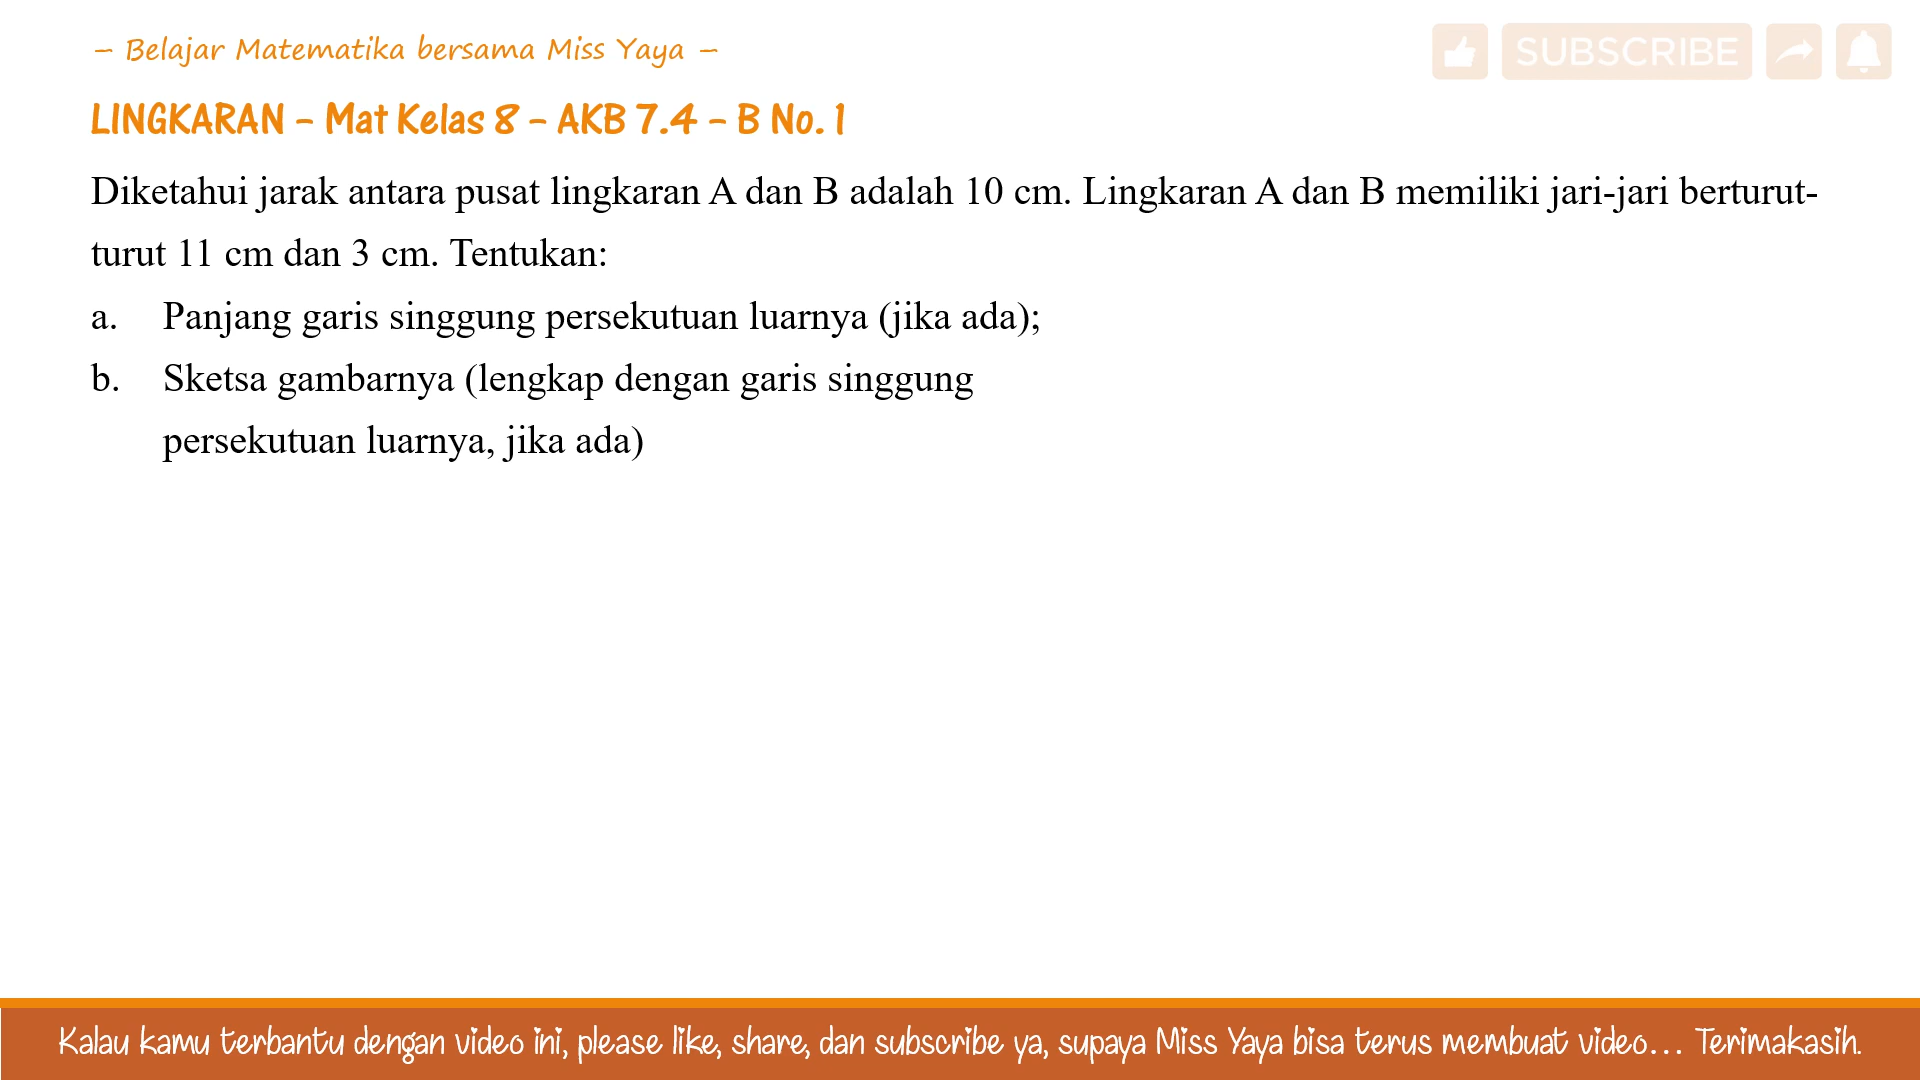 – Belajar Matematika bersama Miss Yaya –
SUBSCRIBE
LINGKARAN – Mat Kelas 8 – AKB 7.4 – B No. 1
Diketahui jarak antara pusat lingkaran A dan B adalah 10 cm. Lingkaran A dan B memiliki jari-jari berturut-
turut 11 cm dan 3 cm. Tentukan:
a. Panjang garis singgung persekutuan luarnya (jika ada);
b. Sketsa gambarnya (lengkap dengan garis singgung
persekutuan luarnya, jika ada)
Kalau kamu terbantu dengan video ini, please like, share, dan subscribe ya, supaya Miss Yaya bisa terus membuat video... Terimakasih.